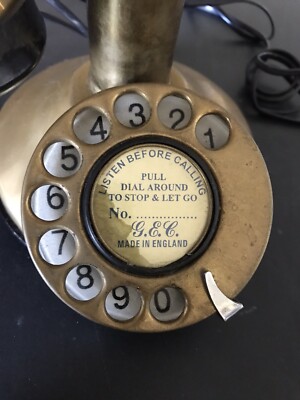 LISTEN BEFORE CALLING
PULL
DIAL AROUND
TO STOP & LET GO
No. ................
G.E.C.
MADE IN ENGLAND
1
2
3
4
5
6
7
8
9
0